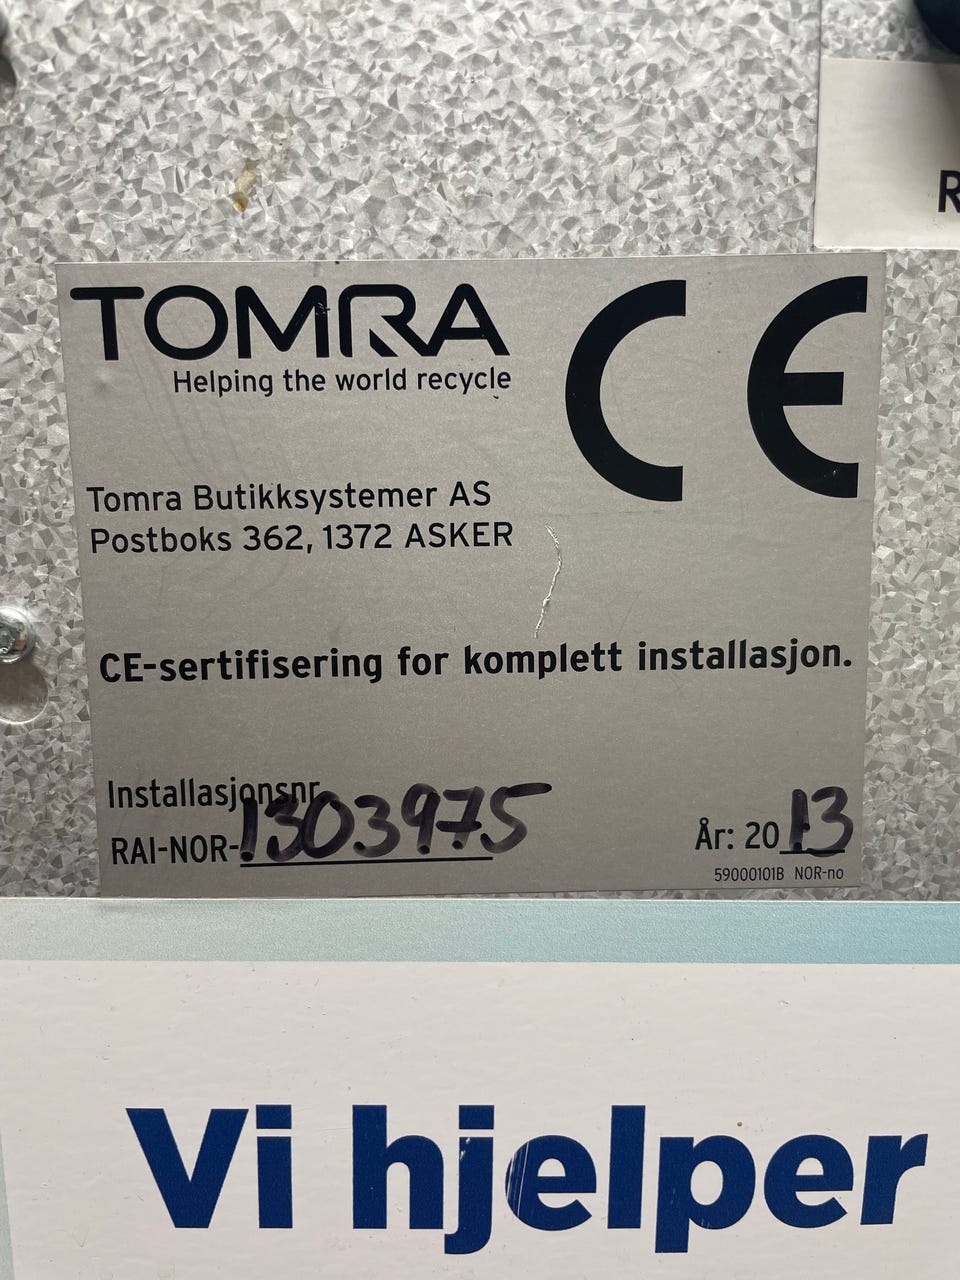 R
TOMRA
Helping the world recycle
CE
Tomra Butikksystemer AS
Postboks 362, 1372 ASKER
CE-sertifisering for komplett installasjon.
Installasjonsnr
RAI-NOR-1303975
År: 2013
59000101B NOR-no
Vi hjelper